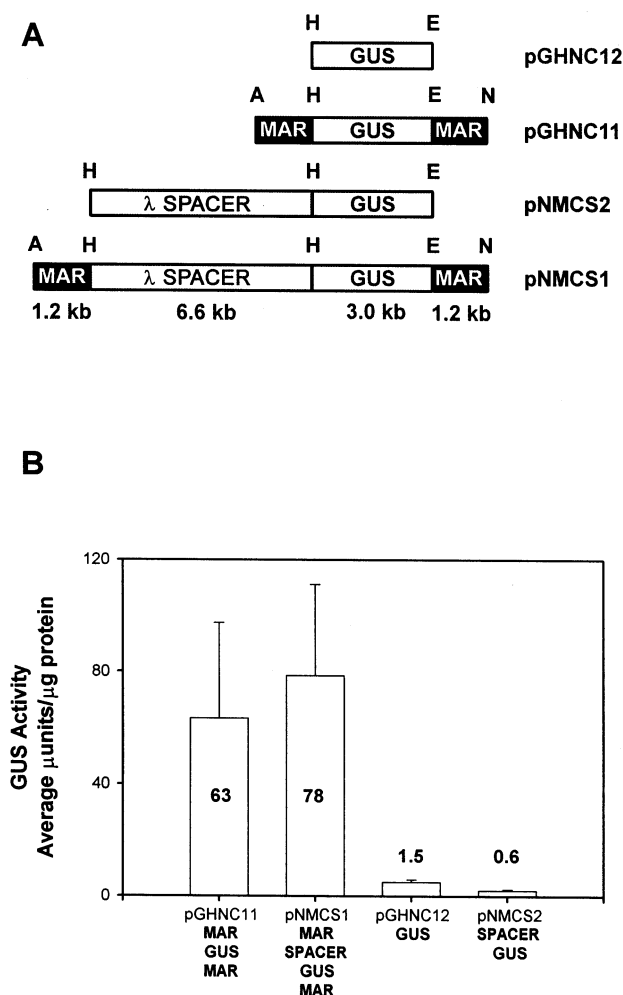 A
H E
GUS pGHNC12
A H E N
MAR GUS MAR pGHNC11
H H E
λ SPACER GUS pNMCS2
A H H E N
MAR λ SPACER GUS MAR pNMCS1
1.2 kb 6.6 kb 3.0 kb 1.2 kb
B
GUS Activity
Average μunits/μg protein
120
80
40
0
63
78
1.5
0.6
pGHNC11 pNMCS1 pGHNC12 pNMCS2
MAR MAR GUS SPACER
GUS SPACER GUS
MAR GUS
MAR